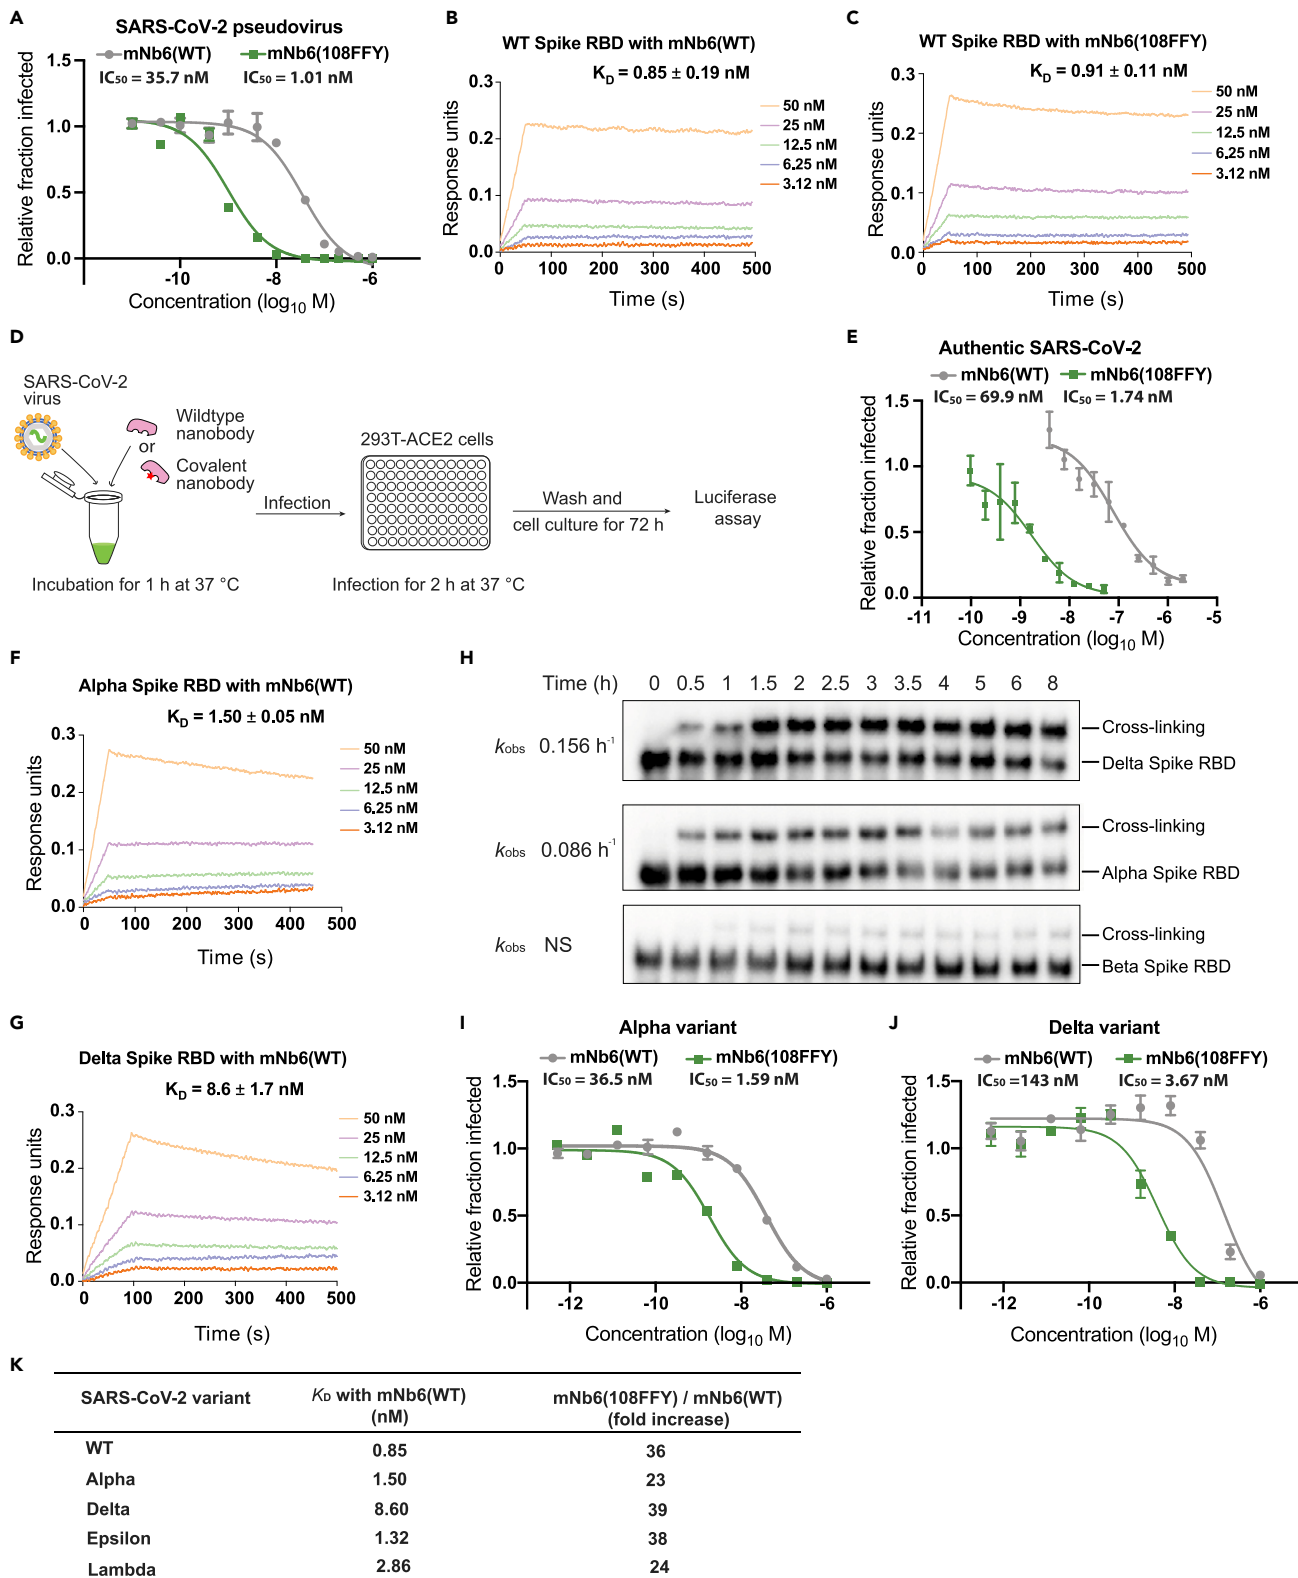 A
SARS-CoV-2 pseudovirus
mNb6(WT) mNb6(108FFY)
IC50 = 35.7 nM IC50 = 1.01 nM
Relative fraction infected
1.5
1.0
0.5
0.0
-10 -8 -6
Concentration (log10 M)
B
WT Spike RBD with mNb6(WT)
KD = 0.85 ± 0.19 nM
Response units
0.3
0.2
0.1
0.0
0 100 200 300 400 500
Time (s)
50 nM
25 nM
12.5 nM
6.25 nM
3.12 nM
C
WT Spike RBD with mNb6(108FFY)
KD = 0.91 ± 0.11 nM
Response units
0.3
0.2
0.1
0.0
0 100 200 300 400 500
Time (s)
50 nM
25 nM
12.5 nM
6.25 nM
3.12 nM
D
SARS-CoV-2
virus
Wildtype
nanobody
or
Covalent
nanobody
Incubation for 1 h at 37 °C
Infection
293T-ACE2 cells
Infection for 2 h at 37 °C
Wash and
cell culture for 72 h
Luciferase
assay
E
Authentic SARS-CoV-2
mNb6(WT) mNb6(108FFY)
IC50 = 69.9 nM IC50 = 1.74 nM
Relative fraction infected
1.5
1.0
0.5
0.0
-11 -10 -9 -8 -7 -6 -5
Concentration (log10 M)
F
Alpha Spike RBD with mNb6(WT)
KD = 1.50 ± 0.05 nM
Response units
0.3
0.2
0.1
0.0
0 100 200 300 400 500
Time (s)
50 nM
25 nM
12.5 nM
6.25 nM
3.12 nM
H
Time (h) 0 0.5 1 1.5 2 2.5 3 3.5 4 5 6 8
kobs 0.156 h-1
Cross-linking
Delta Spike RBD
kobs 0.086 h-1
Cross-linking
Alpha Spike RBD
kobs NS
Cross-linking
Beta Spike RBD
G
Delta Spike RBD with mNb6(WT)
KD = 8.6 ± 1.7 nM
Response units
0.3
0.2
0.1
0.0
0 100 200 300 400 500
Time (s)
50 nM
25 nM
12.5 nM
6.25 nM
3.12 nM
I
Alpha variant
mNb6(WT) mNb6(108FFY)
IC50 = 36.5 nM IC50 = 1.59 nM
Relative fraction infected
1.5
1.0
0.5
0.0
-12 -10 -8 -6
Concentration (log10 M)
J
Delta variant
mNb6(WT) mNb6(108FFY)
IC50 =143 nM IC50 = 3.67 nM
Relative fraction infected
1.5
1.0
0.5
0.0
-12 -10 -8 -6
Concentration (log10 M)
K
SARS-CoV-2 variant KD with mNb6(WT) mNb6(108FFY) / mNb6(WT)
(nM) (fold increase)
WT 0.85 36
Alpha 1.50 23
Delta 8.60 39
Epsilon 1.32 38
Lambda 2.86 24